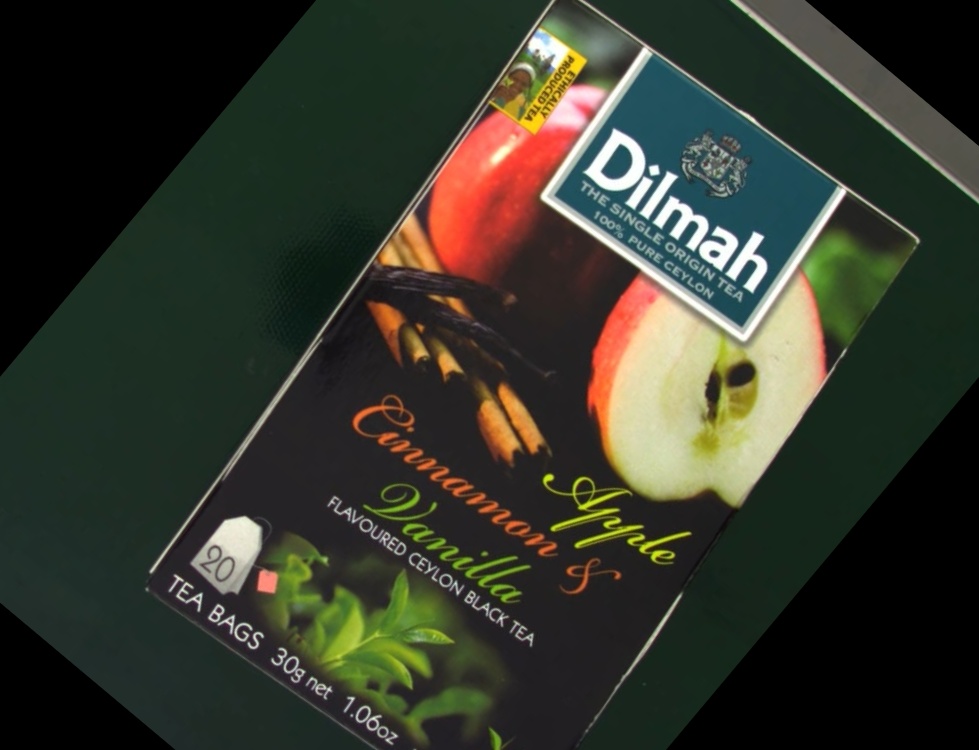 ETHICALLY
PRODUCED TEA
Dilmah
THE SINGLE ORIGIN TEA
100% PURE CEYLON
Apple
Cinnamon &
Vanilla
FLAVOURED CEYLON BLACK TEA
20
TEA BAGS 30g net 1.06oz